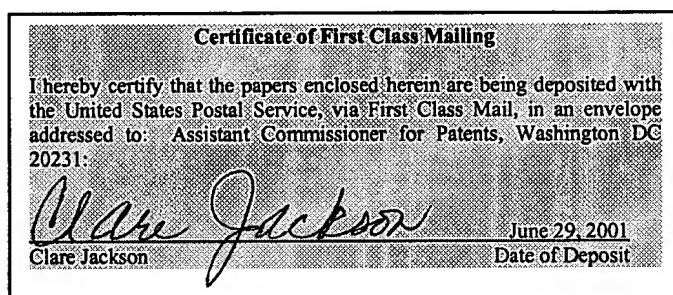 Certificate of First Class Mailing
I hereby certify that the papers enclosed herein are being deposited with
the United States Postal Service, via First Class Mail, in an envelope
addressed to: Assistant Commissioner for Patents, Washington DC
20231:
Clare Jackson
June 29, 2001
Clare Jackson Date of Deposit